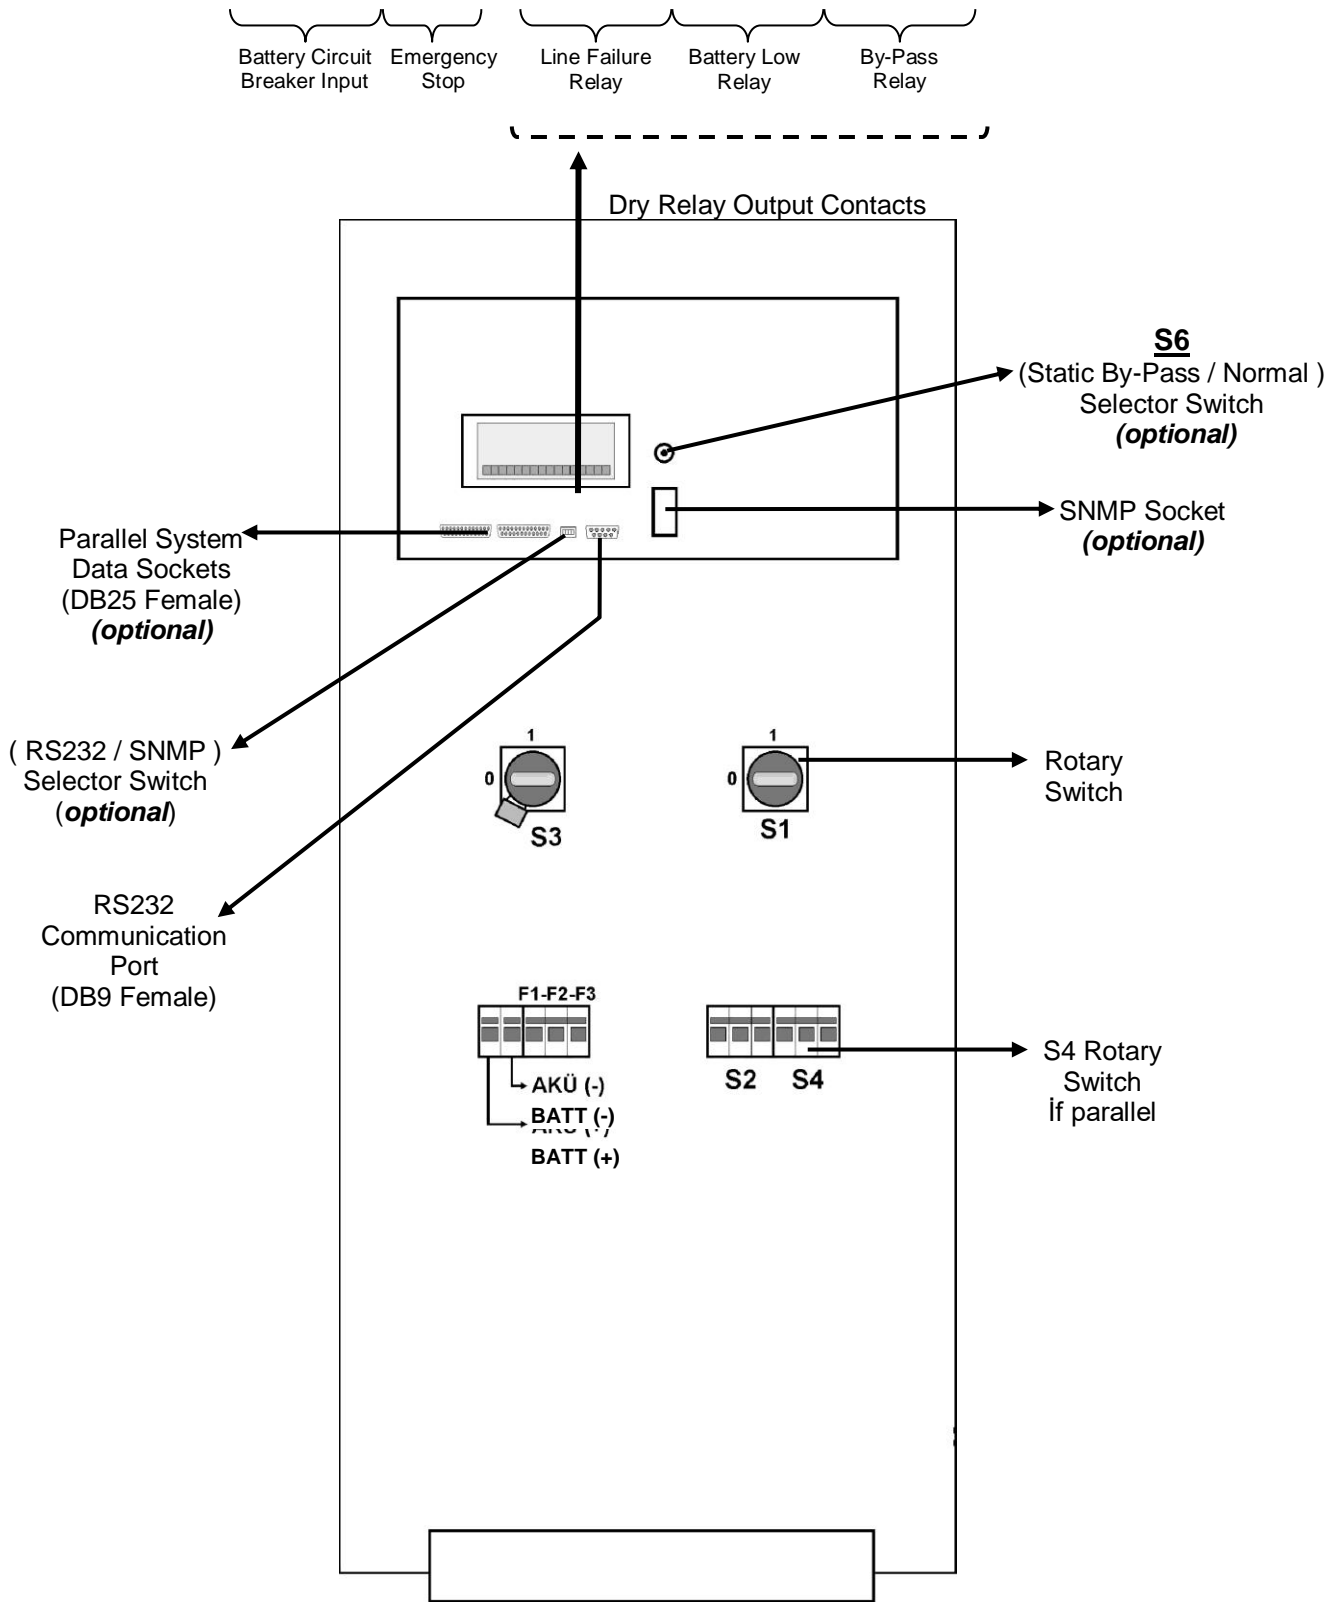 Battery Circuit
Breaker Input
Emergency
Stop
Line Failure
Relay
Battery Low
Relay
By-Pass
Relay
Dry Relay Output Contacts
S6
(Static By-Pass / Normal )
Selector Switch
(optional)
SNMP Socket
(optional)
Parallel System
Data Sockets
(DB25 Female)
(optional)
( RS232 / SNMP )
Selector Switch
(optional)
1
0
S3
1
0
S1
Rotary
Switch
RS232
Communication
Port
(DB9 Female)
F1-F2-F3
AKÜ (-)
BATT (-)
BATT (+)
S2 S4
S4 Rotary
Switch
İf parallel